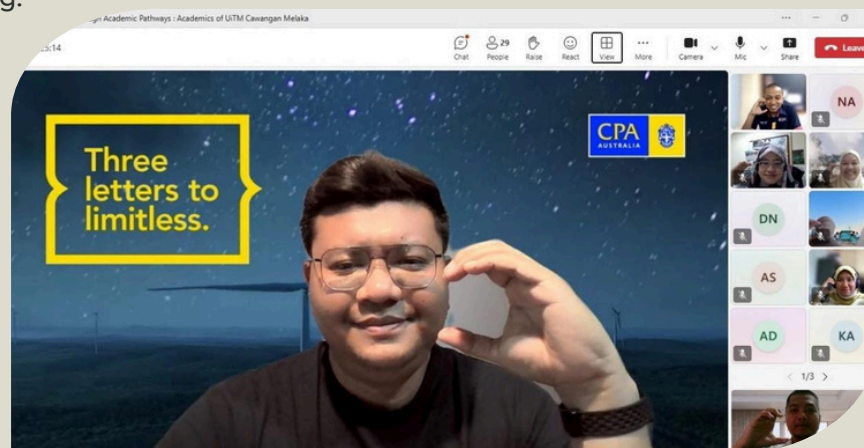 g.
gn Academic Pathways : Academics of UiTM Cawangan Melaka
5:14
29
Chat People Raise React View More Camera Mic Share Leave
CPA
AUSTRALIA
Three
letters to
limitless.
NA
DN
AS
AD KA
1/3